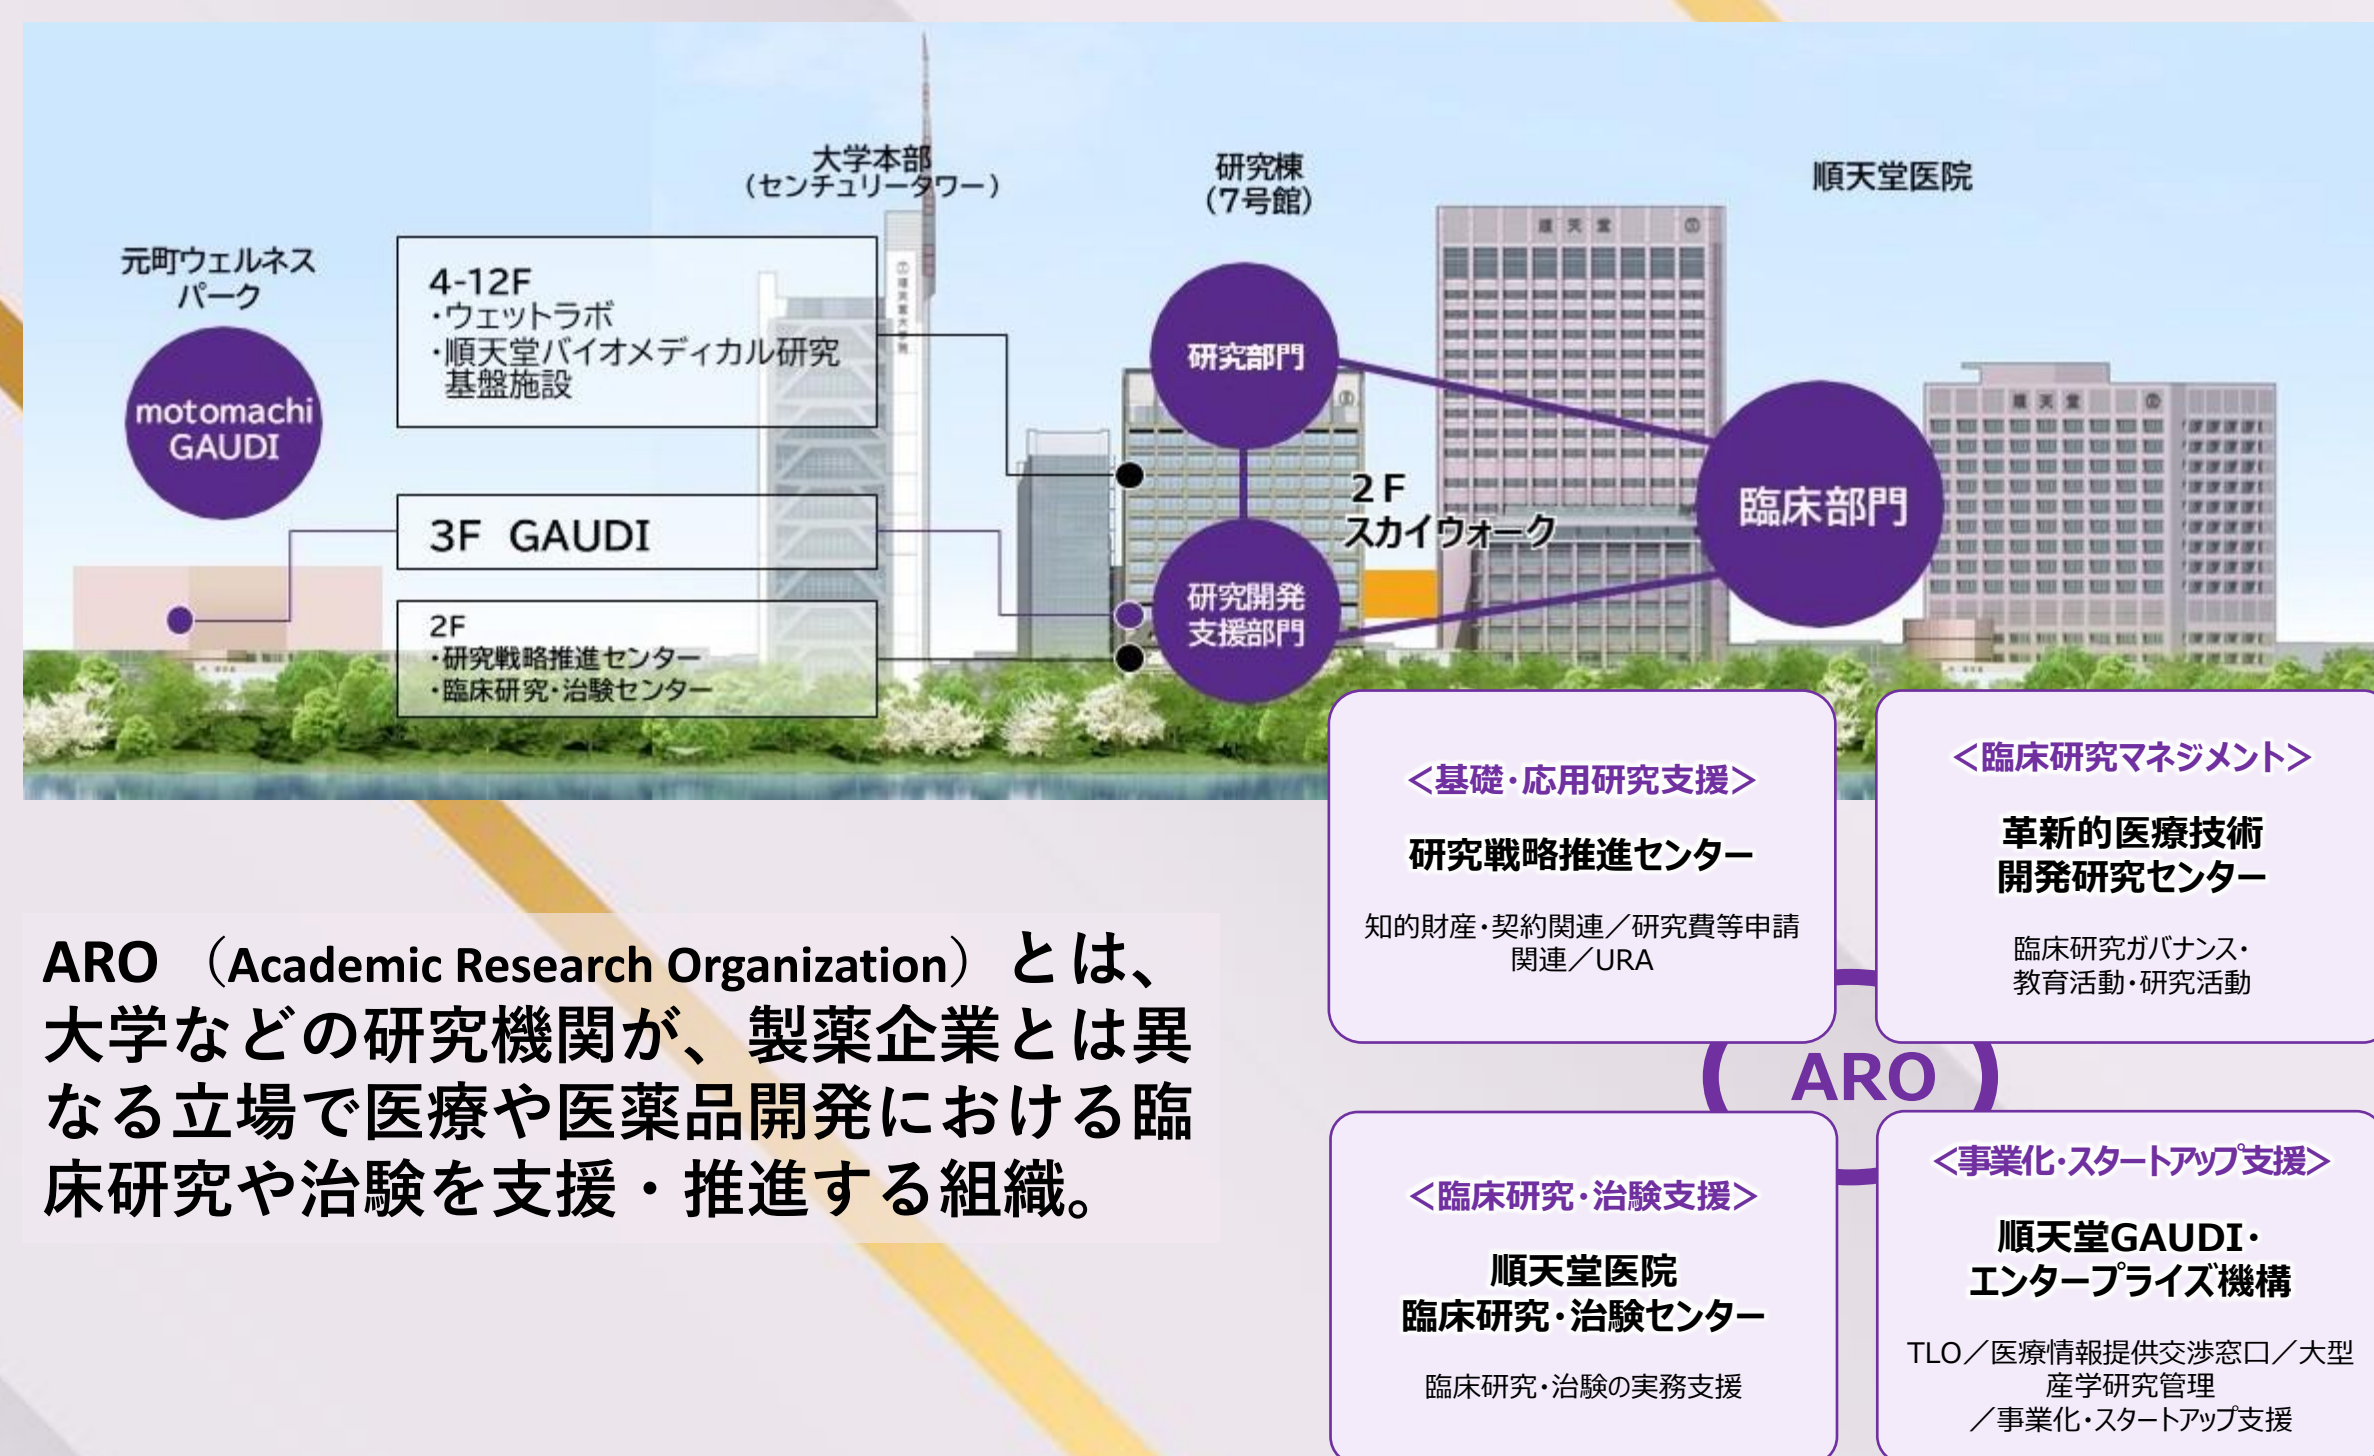 大学本部
（センチュリータワー）
研究棟
（7号館）
順天堂医院
元町ウェルネス
パーク
motomachi
GAUDI
4-12F
・ウェットラボ
・順天堂バイオメディカル研究
基盤施設
3F GAUDI
2F
・研究戦略推進センター
・臨床研究・治験センター
研究部門
2F
スカイウォーク
研究開発
支援部門
臨床部門
順天堂
順天堂
＜基礎・応用研究支援＞
研究戦略推進センター
知的財産・契約関連／研究費等申請
関連／URA
＜臨床研究マネジメント＞
革新的医療技術
開発研究センター
臨床研究ガバナンス・
教育活動・研究活動
ARO
＜臨床研究・治験支援＞
順天堂医院
臨床研究・治験センター
臨床研究・治験の実務支援
＜事業化・スタートアップ支援＞
順天堂GAUDI・
エンタープライズ機構
TLO／医療情報提供交渉窓口／大型
産学研究管理
／事業化・スタートアップ支援
ARO （Academic Research Organization）とは、
大学などの研究機関が、製薬企業とは異
なる立場で医療や医薬品開発における臨
床研究や治験を支援・推進する組織。